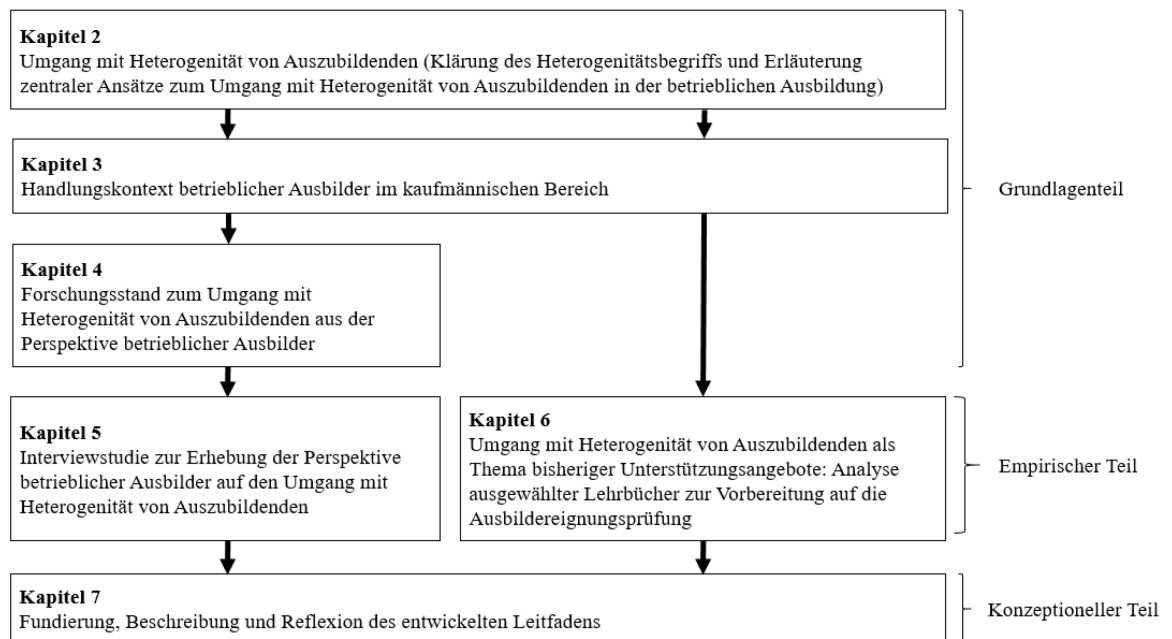 Kapitel 2
Umgang mit Heterogenität von Auszubildenden (Klärung des Heterogenitätsbegriffs und Erläuterung
zentraler Ansätze zum Umgang mit Heterogenität von Auszubildenden in der betrieblichen Ausbildung)
Kapitel 3
Handlungskontext betrieblicher Ausbilder im kaufmännischen Bereich
Grundlagenteil
Kapitel 4
Forschungsstand zum Umgang mit
Heterogenität von Auszubildenden aus der
Perspektive betrieblicher Ausbilder
Kapitel 5
Interviewstudie zur Erhebung der Perspektive
betrieblicher Ausbilder auf den Umgang mit
Heterogenität von Auszubildenden
Kapitel 6
Umgang mit Heterogenität von Auszubildenden als
Thema bisheriger Unterstützungsangebote: Analyse
ausgewählter Lehrbücher zur Vorbereitung auf die
Ausbildereignungsprüfung
Empirischer Teil
Kapitel 7
Fundierung, Beschreibung und Reflexion des entwickelten Leitfadens
Konzeptioneller Teil